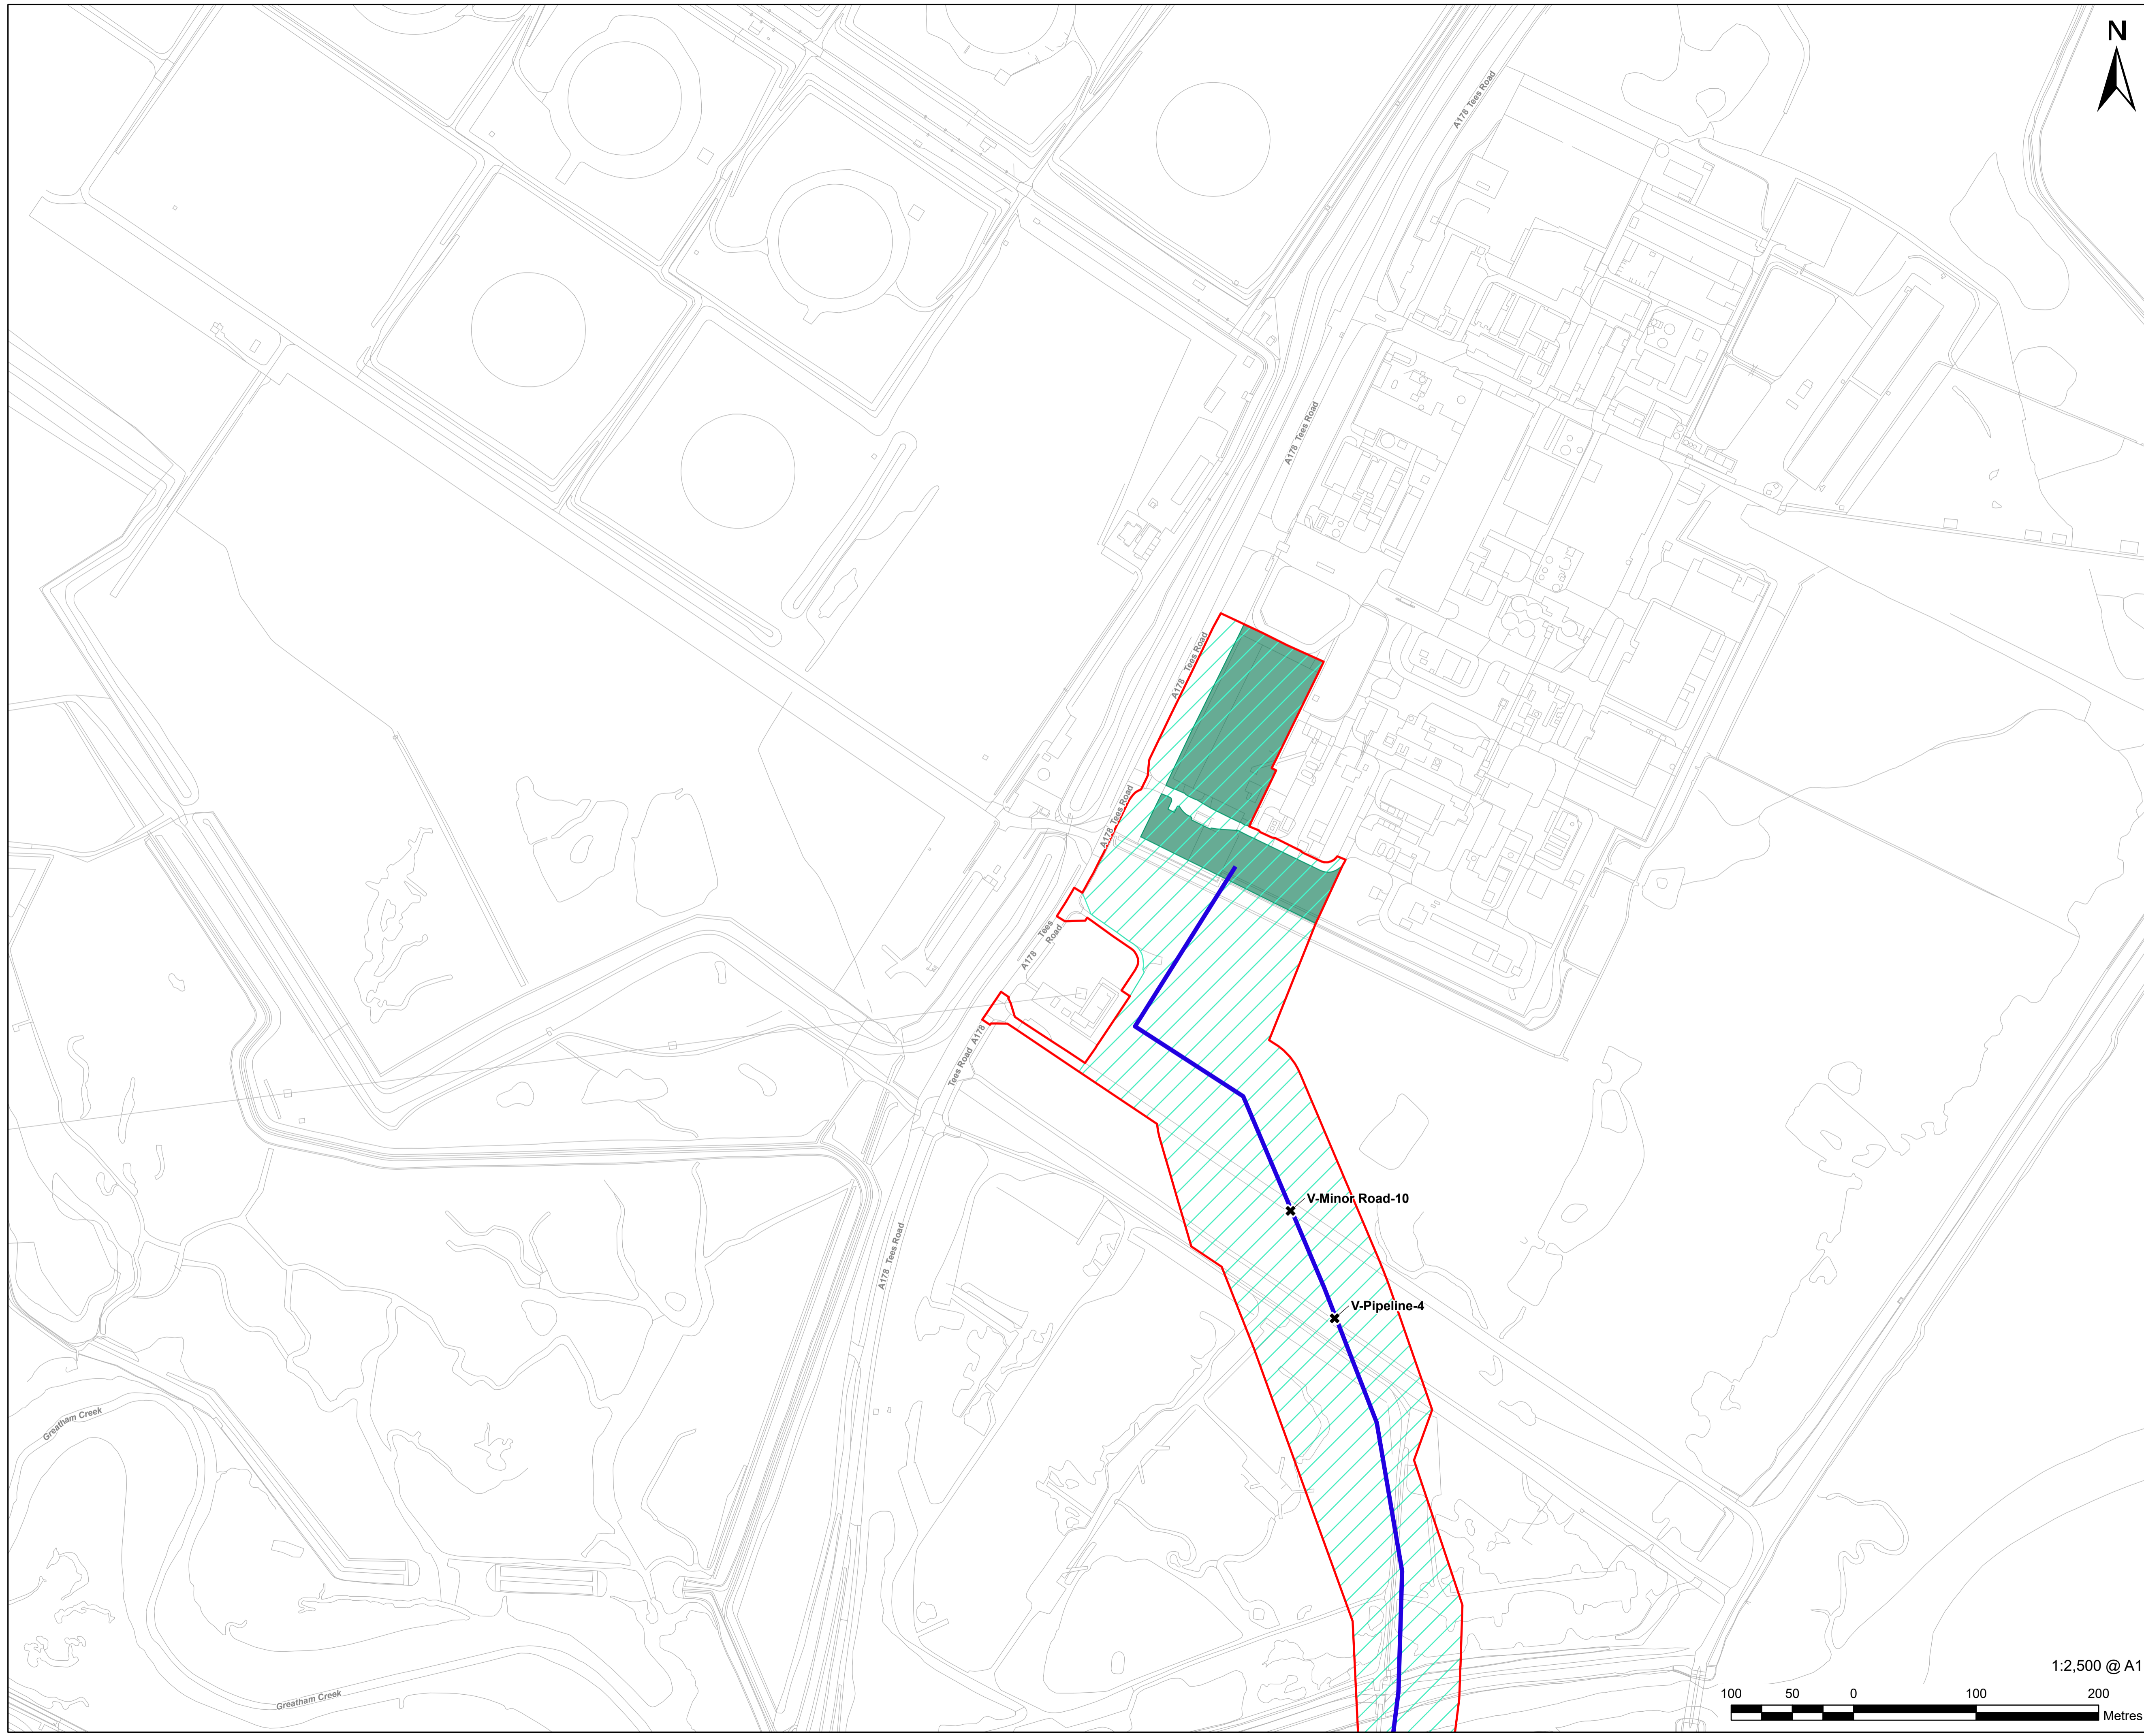 N
A178 Tees Road
A178 Tees Road
A178 Tees Road
A178 Tees Road
A178 Tees
Road
Tees Road A178
V-Minor Road-10
A178 Tees Road
V-Pipeline-4
Greatham Creek
Greatham Creek
1:2,500 @ A1
100 50 0 100 200
Metres